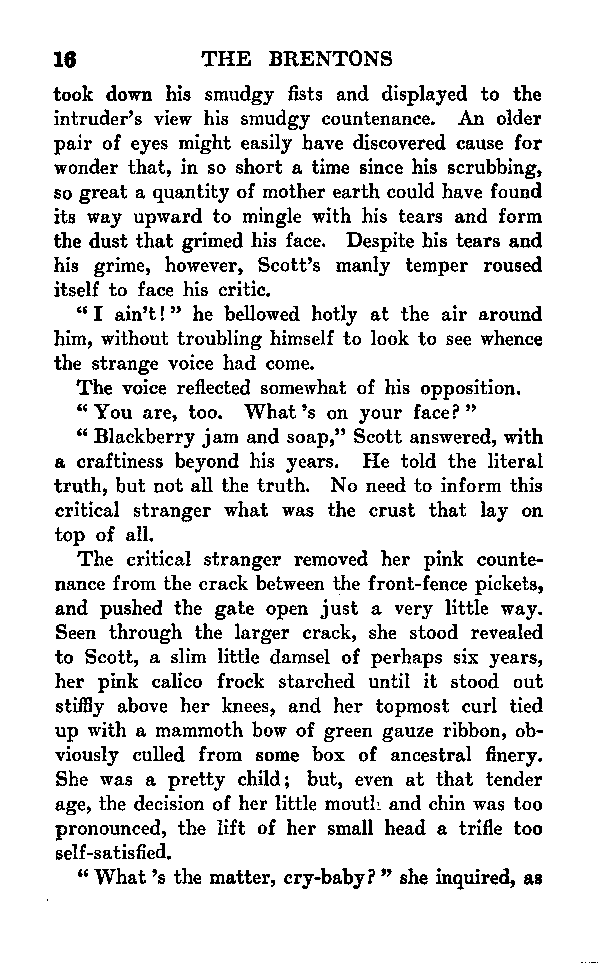 16 THE BRENTONS
took down his smudgy fists and displayed to the
intruder's view his smudgy countenance. An older
pair of eyes might easily have discovered cause for
wonder that, in so short a time since his scrubbing,
so great a quantity of mother earth could have found
its way upward to mingle with his tears and form
the dust that grimed his face. Despite his tears and
his grime, however, Scott's manly temper roused
itself to face his critic.
"I ain't!" he bellowed hotly at the air around
him, without troubling himself to look to see whence
the strange voice had come.
The voice reflected somewhat of his opposition.
"You are, too. What's on your face?"
"Blackberry jam and soap," Scott answered, with
a craftiness beyond his years. He told the literal
truth, but not all the truth. No need to inform this
critical stranger what was the crust that lay on
top of all.
The critical stranger removed her pink counte-
nance from the crack between the front-fence pickets,
and pushed the gate open just a very little way.
Seen through the larger crack, she stood revealed
to Scott, a slim little damsel of perhaps six years,
her pink calico frock starched until it stood out
stiffly above her knees, and her topmost curl tied
up with a mammoth bow of green gauze ribbon, ob-
viously culled from some box of ancestral finery.
She was a pretty child; but, even at that tender
age, the decision of her little mouth and chin was too
pronounced, the lift of her small head a trifle too
self-satisfied.
"What's the matter, cry-baby?" she inquired, as